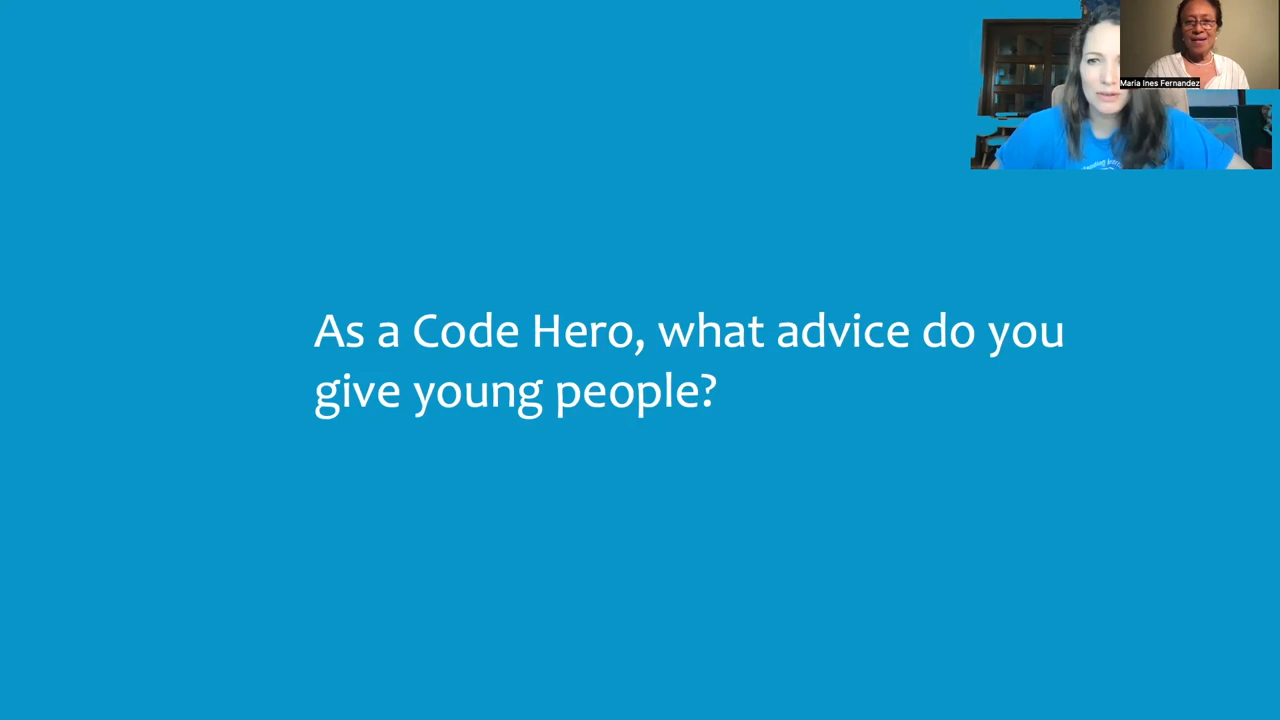 Maria Ines Fernandez
As a Code Hero, what advice do you
give young people?